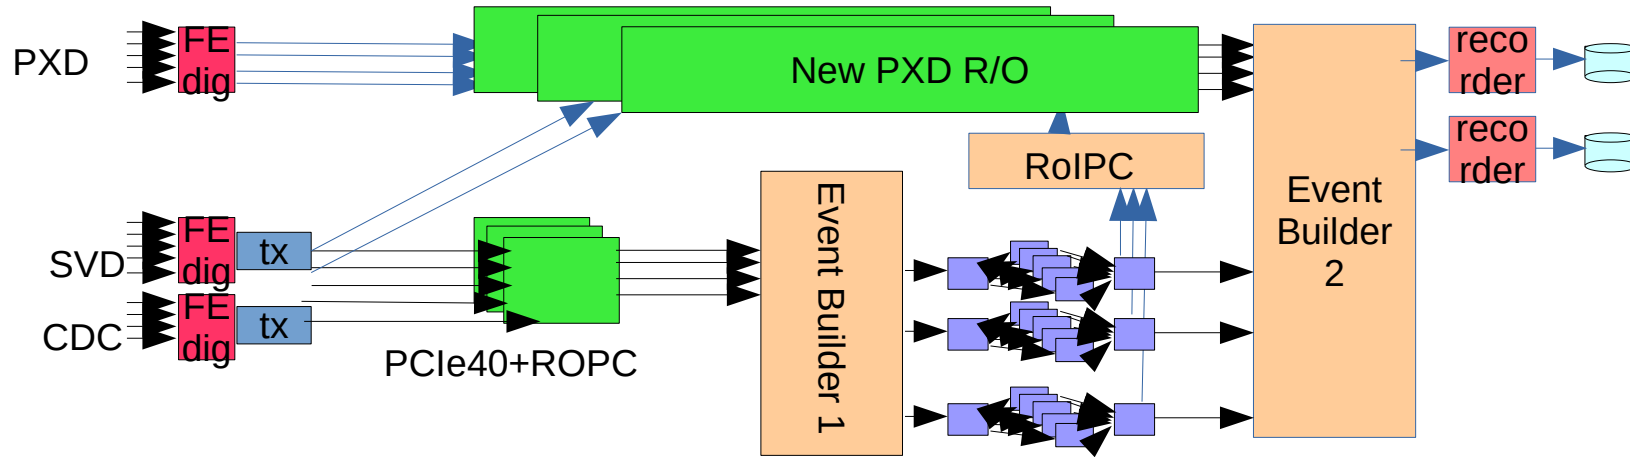 PXD
FE
dig
New PXD R/O
reco
rder
reco
rder
RoIPC
Event
Builder
2
SVD
FE
dig
tx
CDC
FE
dig
tx
PCIe40+ROPC
Event Builder 1